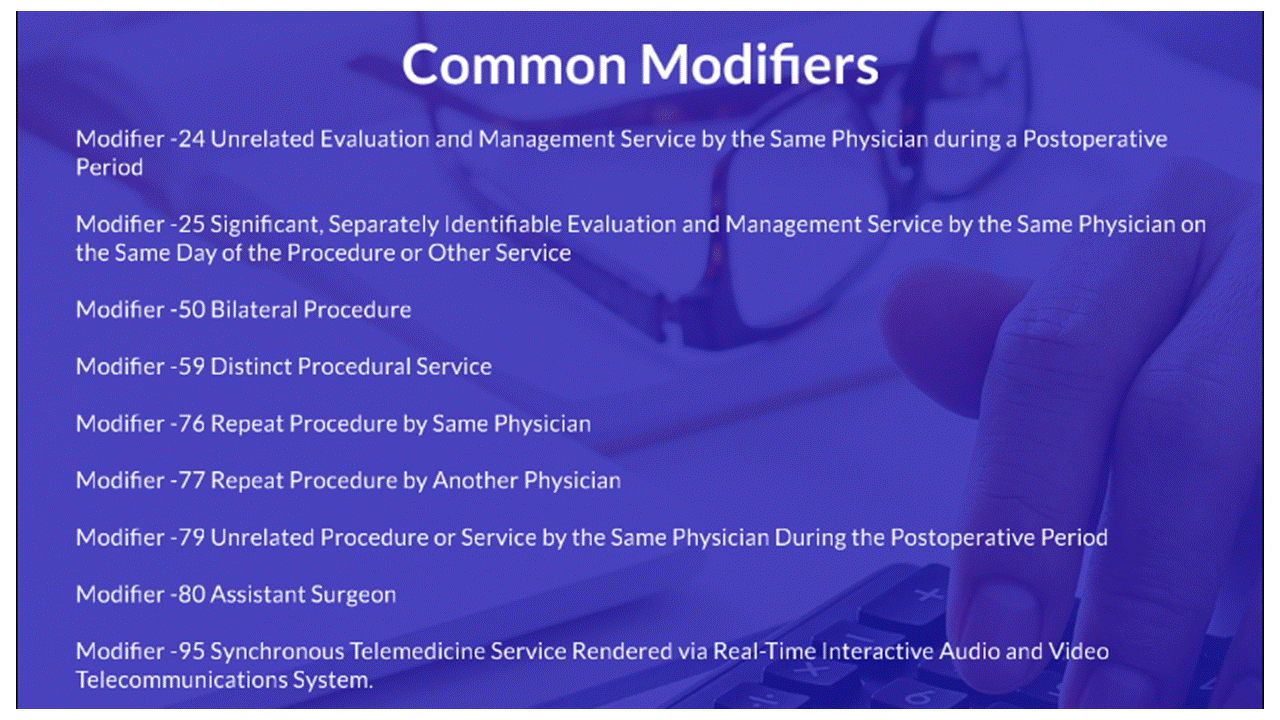 Common Modifiers
Modifier -24 Unrelated Evaluation and Management Service by the Same Physician during a Postoperative
Period
Modifier -25 Significant, Separately Identifiable Evaluation and Management Service by the Same Physician on
the Same Day of the Procedure or Other Service
Modifier -50 Bilateral Procedure
Modifier -59 Distinct Procedural Service
Modifier -76 Repeat Procedure by Same Physician
Modifier -77 Repeat Procedure by Another Physician
Modifier -79 Unrelated Procedure or Service by the Same Physician During the Postoperative Period
Modifier -80 Assistant Surgeon
Modifier -95 Synchronous Telemedicine Service Rendered via Real-Time Interactive Audio and Video
Telecommunications System.
+
−
×
÷
6